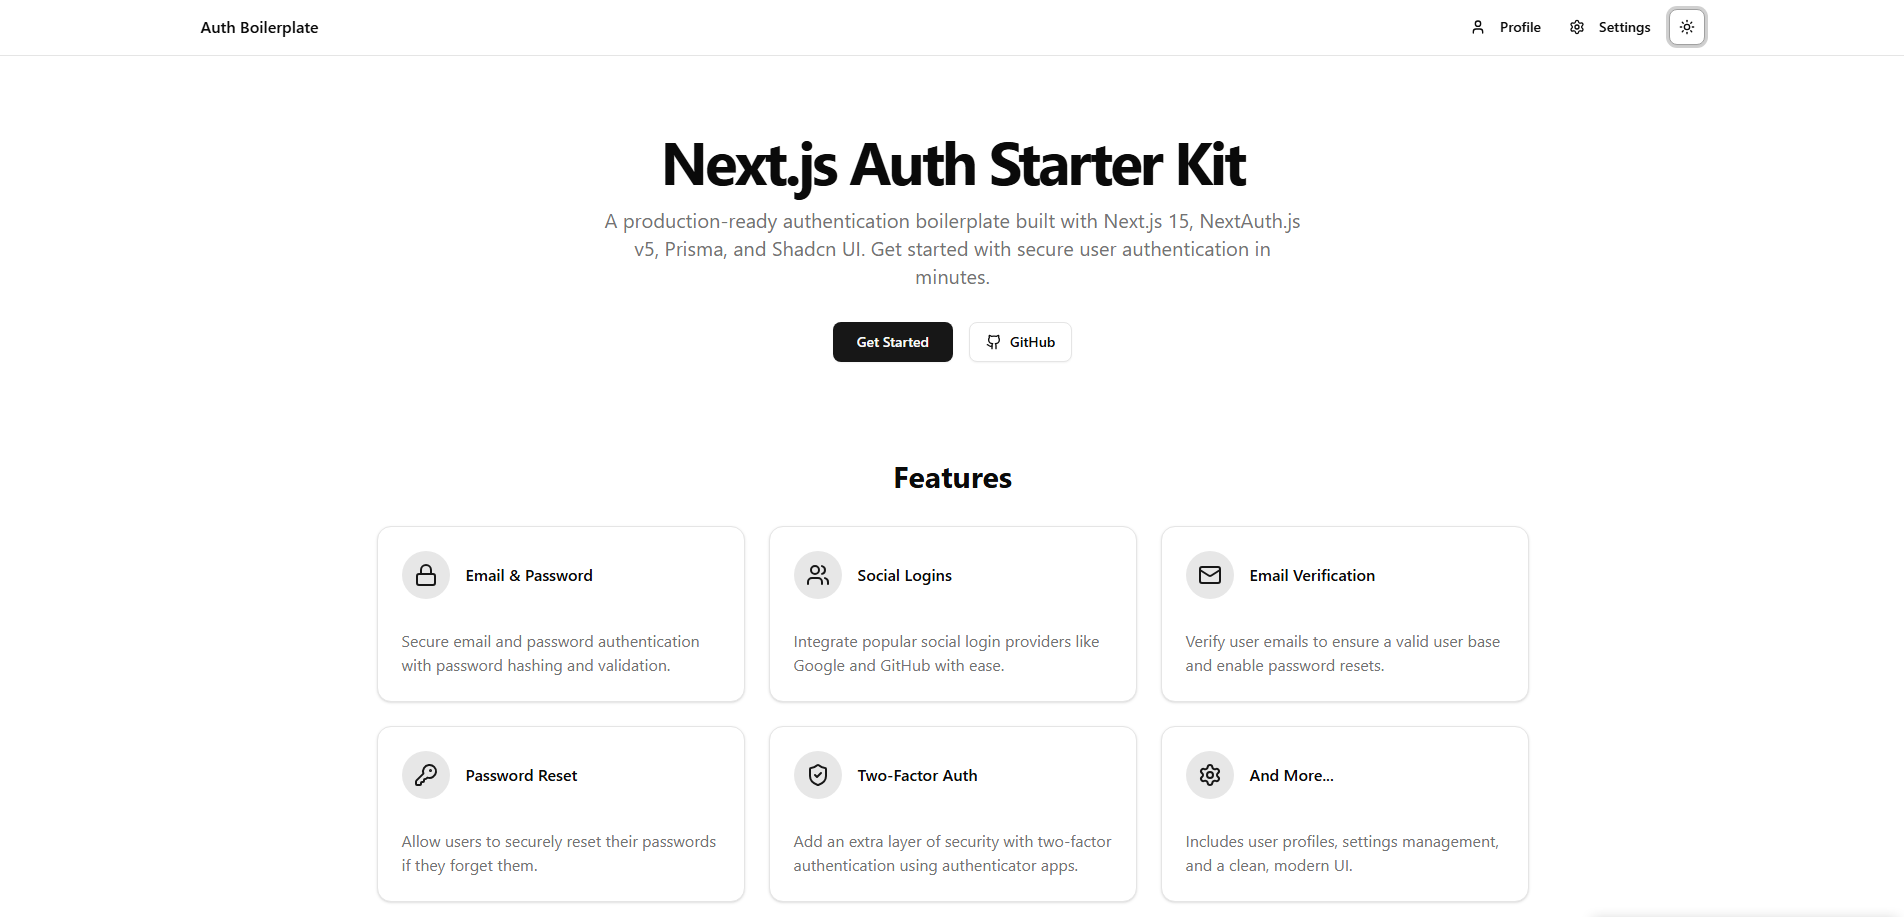 Auth Boilerplate
Profile
Settings
Next.js Auth Starter Kit
A production-ready authentication boilerplate built with Next.js 15, NextAuth.js
v5, Prisma, and Shadcn UI. Get started with secure user authentication in
minutes.
Get Started
GitHub
Features
Email & Password
Secure email and password authentication
with password hashing and validation.
Social Logins
Integrate popular social login providers like
Google and GitHub with ease.
Email Verification
Verify user emails to ensure a valid user base
and enable password resets.
Password Reset
Allow users to securely reset their passwords
if they forget them.
Two-Factor Auth
Add an extra layer of security with two-factor
authentication using authenticator apps.
And More...
Includes user profiles, settings management,
and a clean, modern UI.